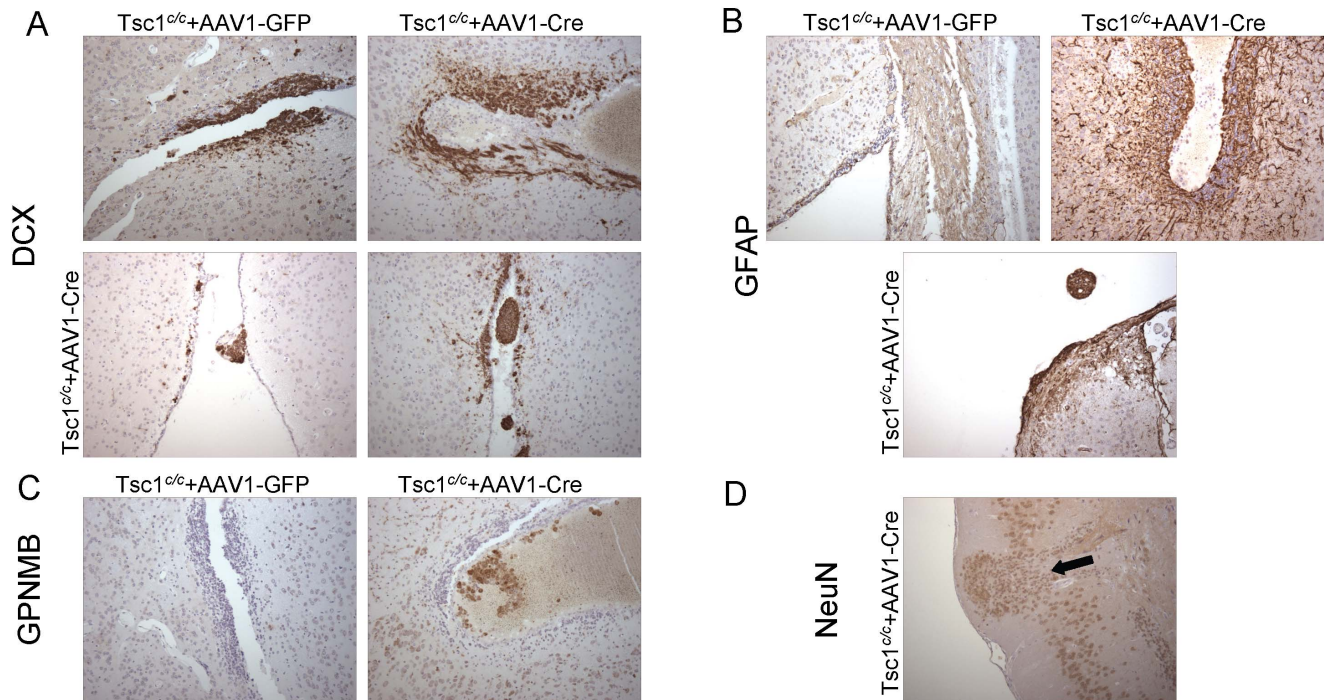 A
Tsc1c/c+AAV1-GFP
Tsc1c/c+AAV1-Cre
DCX
Tsc1c/c+AAV1-Cre
B
Tsc1c/c+AAV1-GFP
Tsc1c/c+AAV1-Cre
GFAP
Tsc1c/c+AAV1-Cre
C
Tsc1c/c+AAV1-GFP
Tsc1c/c+AAV1-Cre
GPNMB
D
NeuN
Tsc1c/c+AAV1-Cre